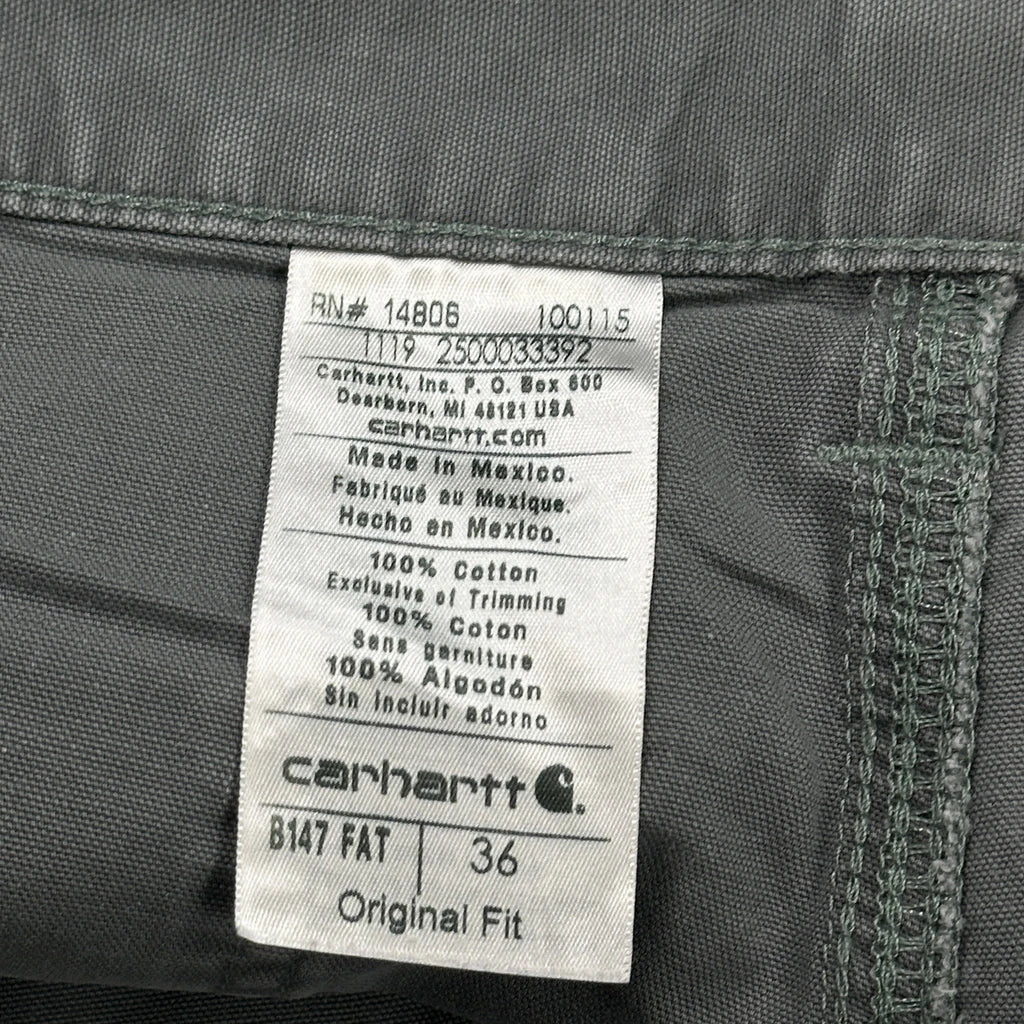 RN# 14806 100115
1119 2500033392
Carhartt, Inc. P. O. Box 600
Dearborn, MI 48121 USA
carhartt.com
Made in Mexico.
Fabriqué au Mexique.
Hecho en Mexico.
100% Cotton
Exclusive of Trimming
100% Coton
Sans garniture
100% Algodón
Sin incluir adorno
carhartt
B147 FAT 36
Original Fit